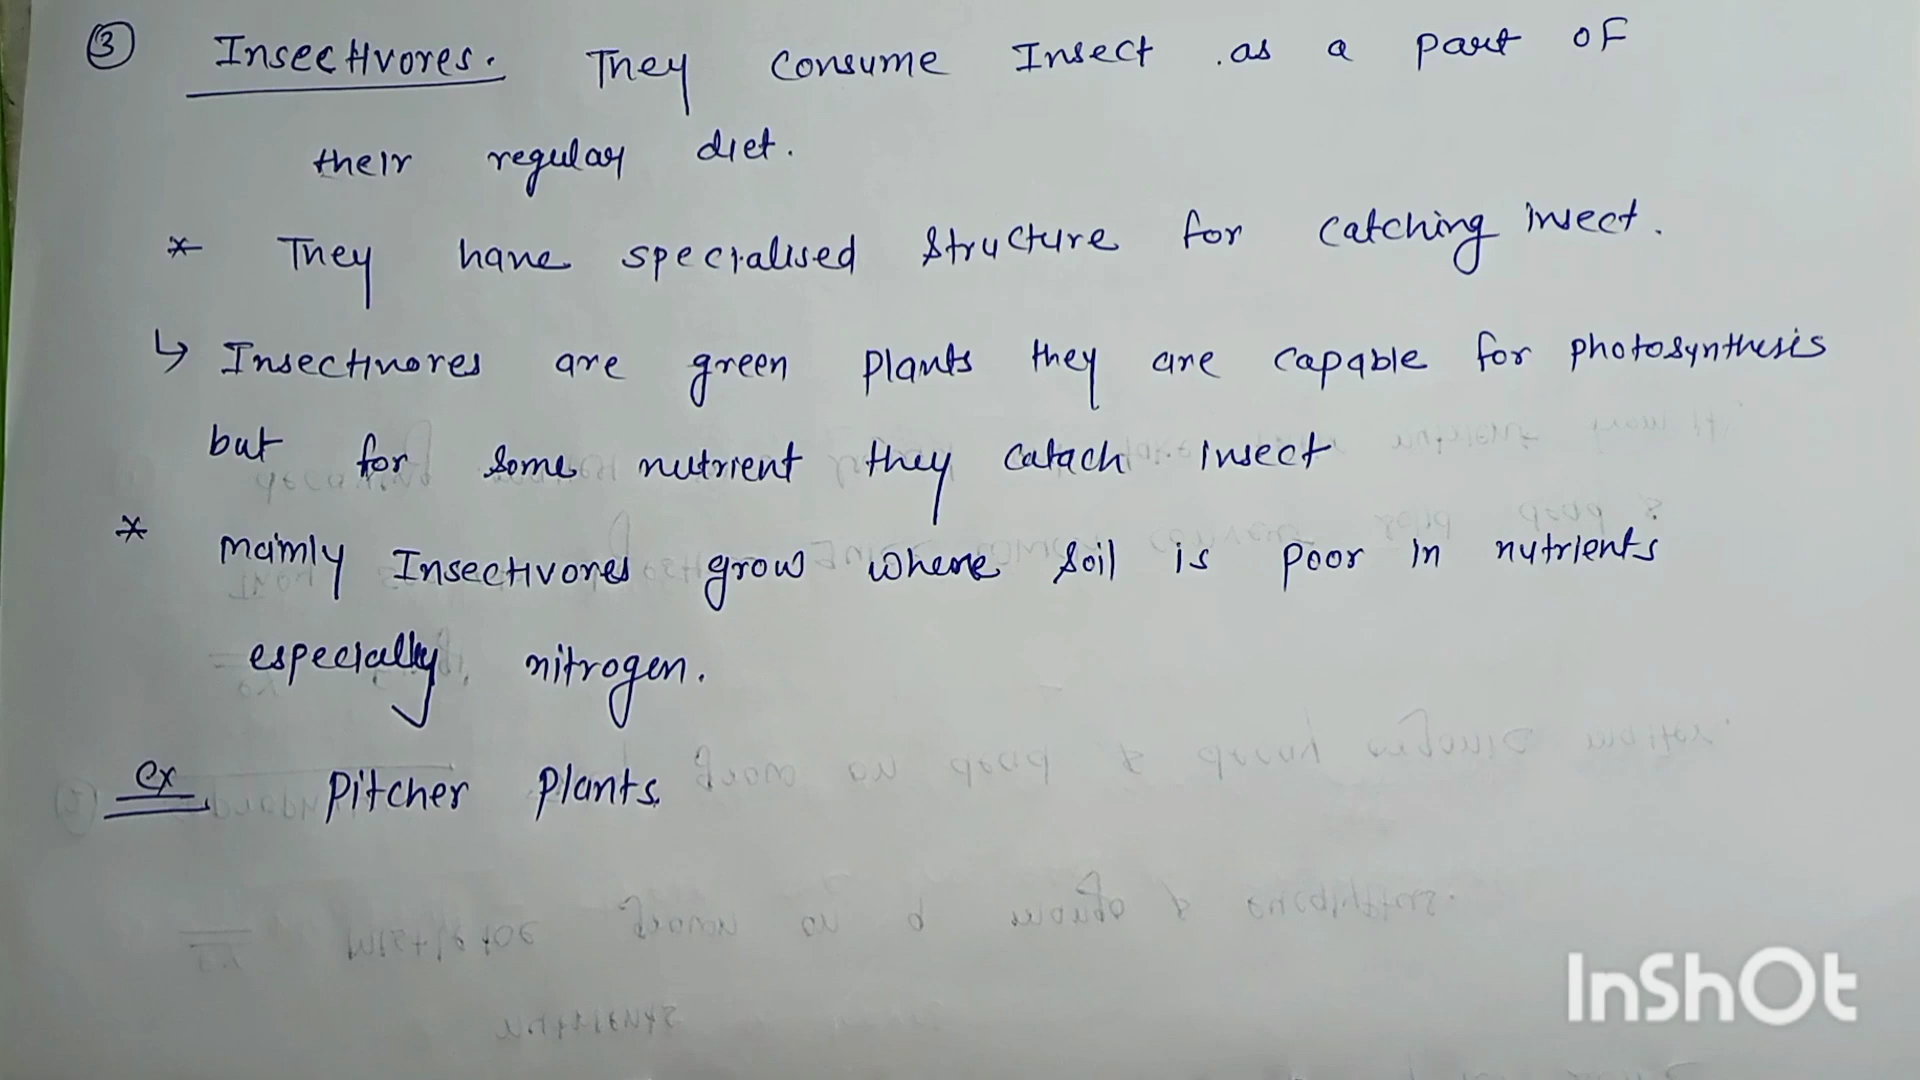 ③ Insectivores. They consume Insect .as a part of
their regular diet.
* They have specialised structure for catching insect.
↳ Insectivores are green plants they are capable for photosynthesis
but for some nutrient they catach insect
* mainly Insectivores grow where soil is poor in nutrients
especially nitrogen.
ex Pitcher Plants.
InShOt